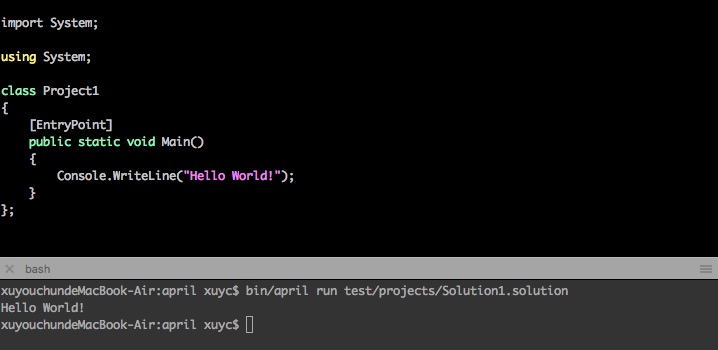 import System;
using System;
class Project1
{
[EntryPoint]
public static void Main()
{
Console.WriteLine("Hello World!");
}
};
bash
xuyouchundeMacBook-Air:april xuyc$ bin/april run test/projects/Solution1.solution
Hello World!
xuyouchundeMacBook-Air:april xuyc$